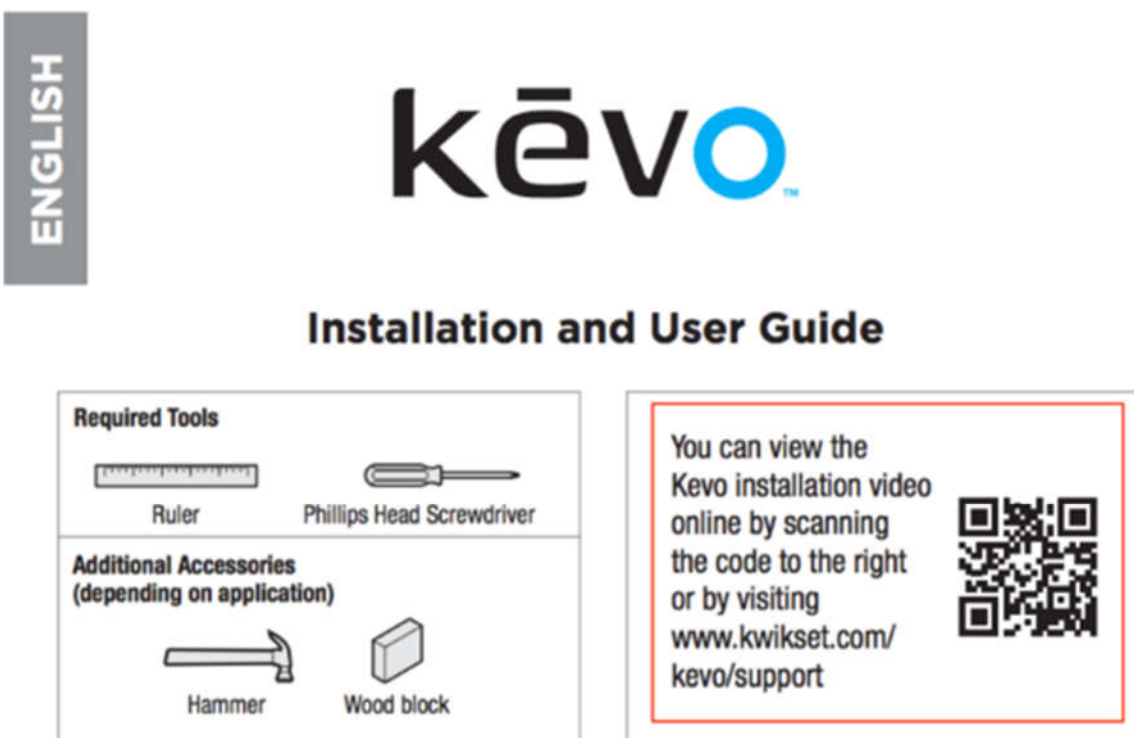 ENGLISH
kēvo™
Installation and User Guide
Required Tools
Ruler
Phillips Head Screwdriver
Additional Accessories
(depending on application)
Hammer
Wood block
You can view the
Kevo installation video
online by scanning
the code to the right
or by visiting
www.kwikset.com/
kevo/support